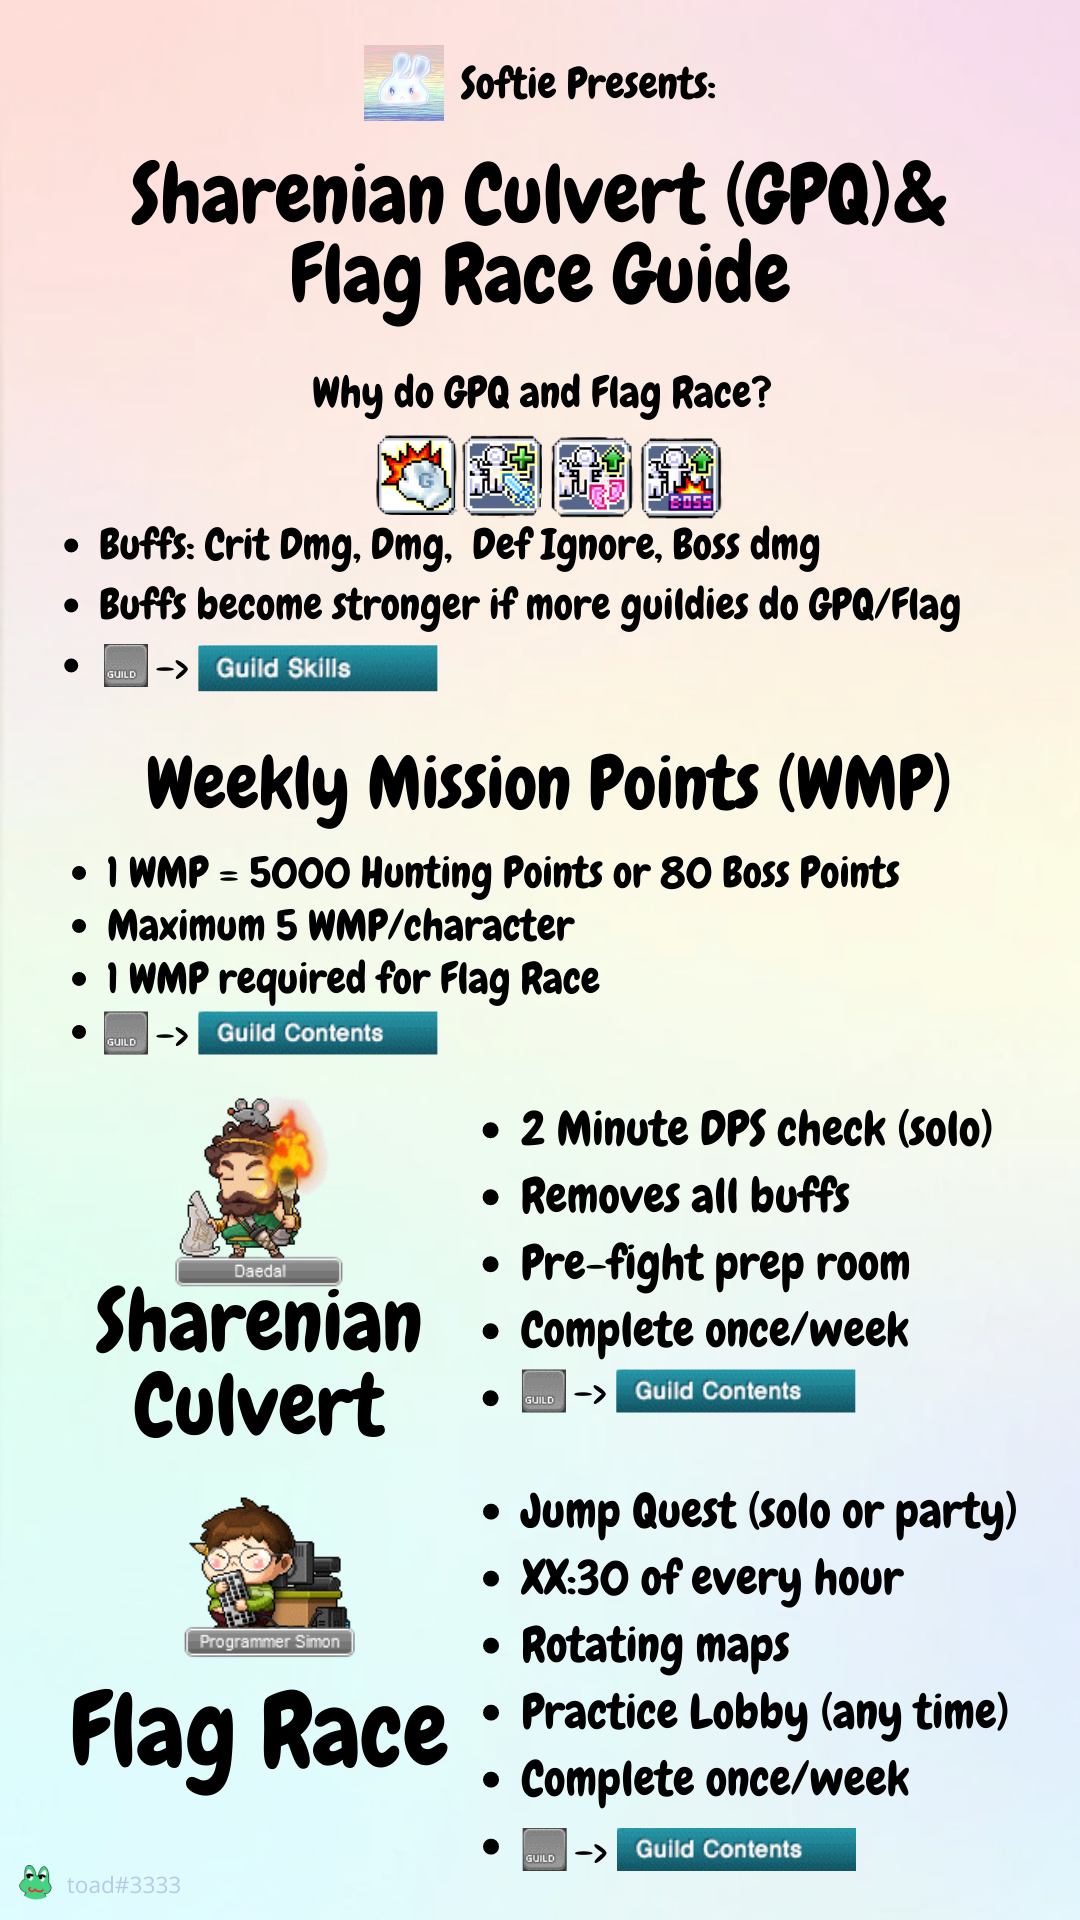 Softie Presents:
Sharenian Culvert (GPQ)&
Flag Race Guide
Why do GPQ and Flag Race?
G
BOSS
• Buffs: Crit Dmg, Dmg, Def Ignore, Boss dmg
• Buffs become stronger if more guildies do GPQ/Flag
• GUILD –> Guild Skills
Weekly Mission Points (WMP)
• 1 WMP = 5000 Hunting Points or 80 Boss Points
• Maximum 5 WMP/character
• 1 WMP required for Flag Race
• GUILD –> Guild Contents
Daedal
Sharenian
Culvert
• 2 Minute DPS check (solo)
• Removes all buffs
• Pre-fight prep room
• Complete once/week
• GUILD –> Guild Contents
Programmer Simon
Flag Race
• Jump Quest (solo or party)
• XX:30 of every hour
• Rotating maps
• Practice Lobby (any time)
• Complete once/week
• GUILD –> Guild Contents
toad#3333